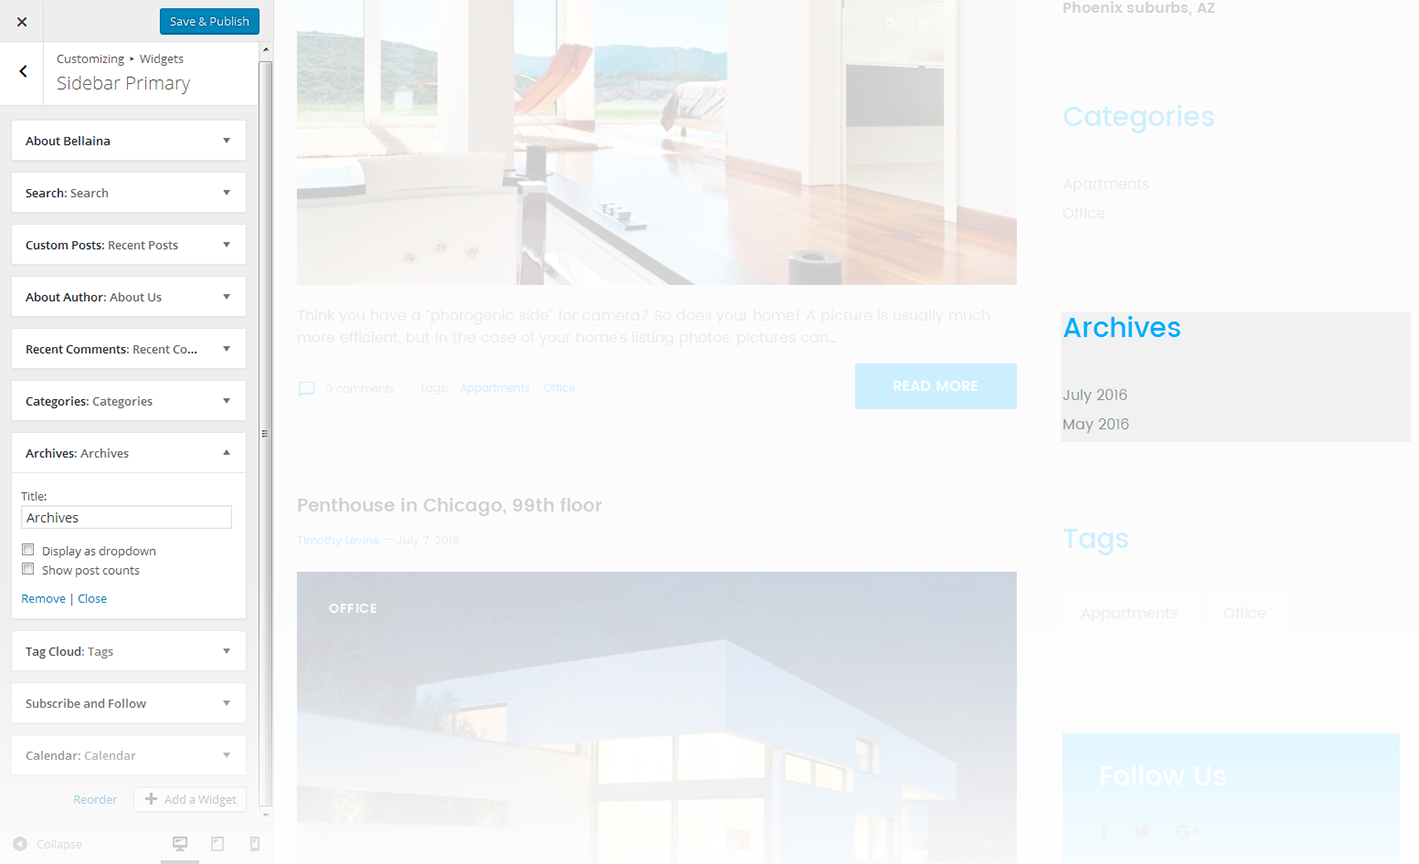 Save & Publish
Customizing ▸ Widgets
Sidebar Primary
About Bellaina
Search: Search
Custom Posts: Recent Posts
About Author: About Us
Recent Comments: Recent Co...
Categories: Categories
Archives: Archives
Title:
Archives
Display as dropdown
Show post counts
Remove | Close
Tag Cloud: Tags
Subscribe and Follow
Calendar: Calendar
Reorder
Add a Widget
Collapse
Think you have a “photogenic side” for camera? So does your home! A picture is usually much
more efficient, but in the case of your home’s listing photos, pictures can...
0 comments Tags: Appartments Office
READ MORE
Penthouse in Chicago, 99th floor
Timothy Levine - July 7, 2016
OFFICE
Phoenix suburbs, AZ
Categories
Apartments
Office
Archives
July 2016
May 2016
Tags
Appartments Office
Follow Us